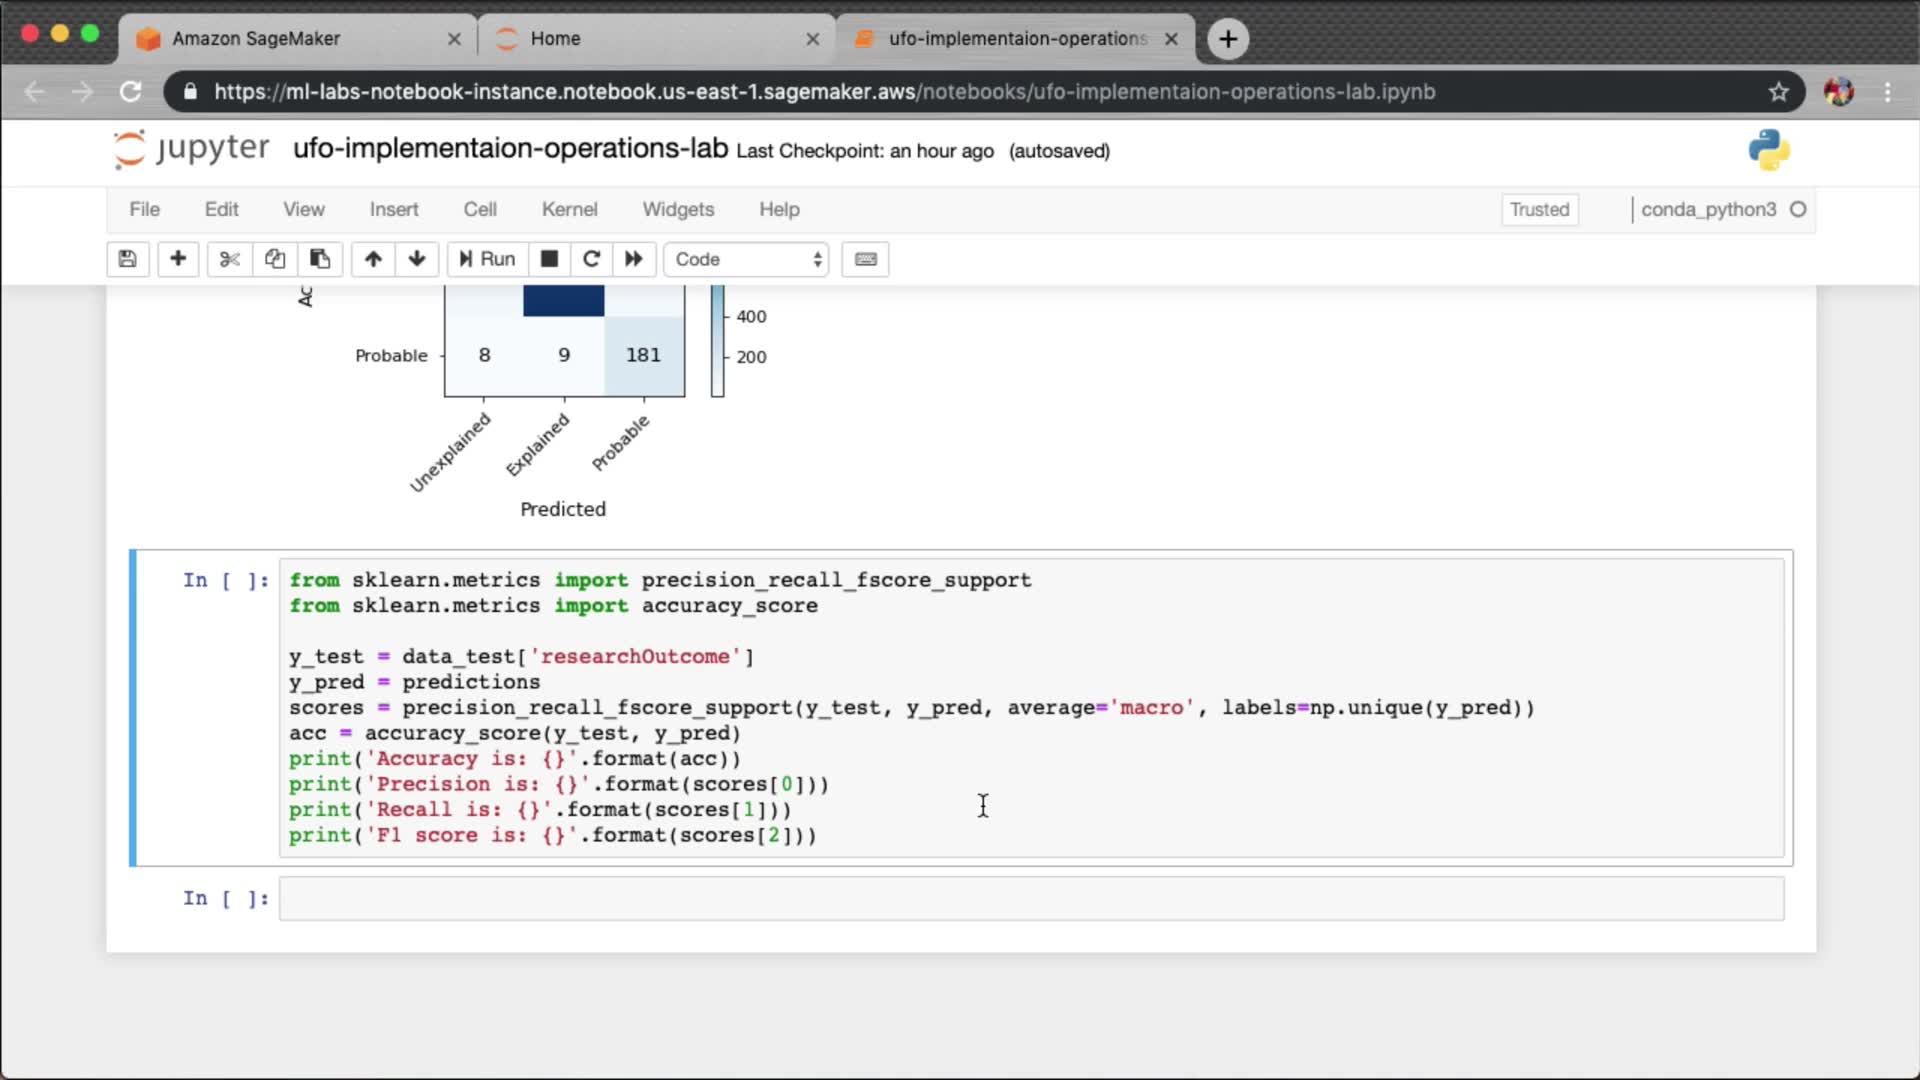 Amazon SageMaker
Home
ufo-implementaion-operations
https://ml-labs-notebook-instance.notebook.us-east-1.sagemaker.aws/notebooks/ufo-implementaion-operations-lab.ipynb
jupyter ufo-implementaion-operations-lab Last Checkpoint: an hour ago (autosaved)
File Edit View Insert Cell Kernel Widgets Help Trusted conda_python3
Run Code
400
Probable 8 9 181 200
Unexplained Explained Probable
Predicted
In [ ]: from sklearn.metrics import precision_recall_fscore_support
from sklearn.metrics import accuracy_score
y_test = data_test['researchOutcome']
y_pred = predictions
scores = precision_recall_fscore_support(y_test, y_pred, average='macro', labels=np.unique(y_pred))
acc = accuracy_score(y_test, y_pred)
print('Accuracy is: {}'.format(acc))
print('Precision is: {}'.format(scores[0]))
print('Recall is: {}'.format(scores[1]))
print('F1 score is: {}'.format(scores[2]))
In [ ]: